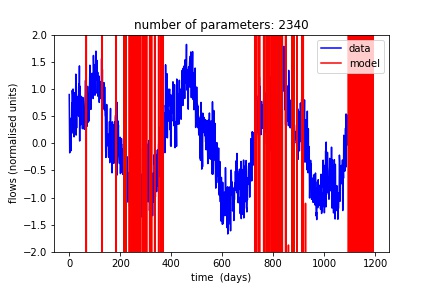 number of parameters: 2340
data
model
2.0
1.5
1.0
0.5
0.0
−0.5
−1.0
−1.5
−2.0
flows (normalised units)
0 200 400 600 800 1000 1200
time (days)